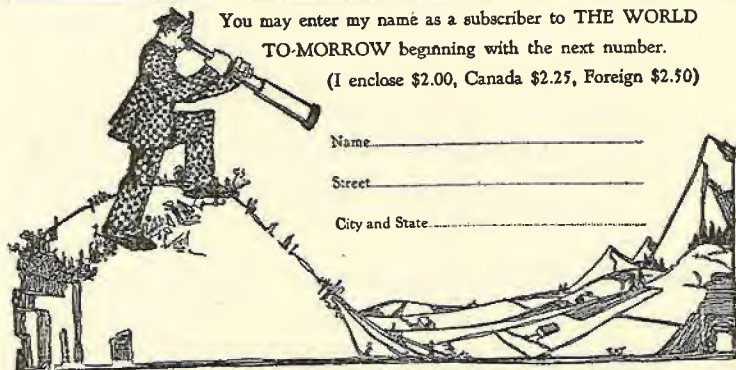 You may enter my name as a subscriber to THE WORLD
TO-MORROW beginning with the next number.
(I enclose $2.00, Canada $2.25, Foreign $2.50)
Name
Street
City and State